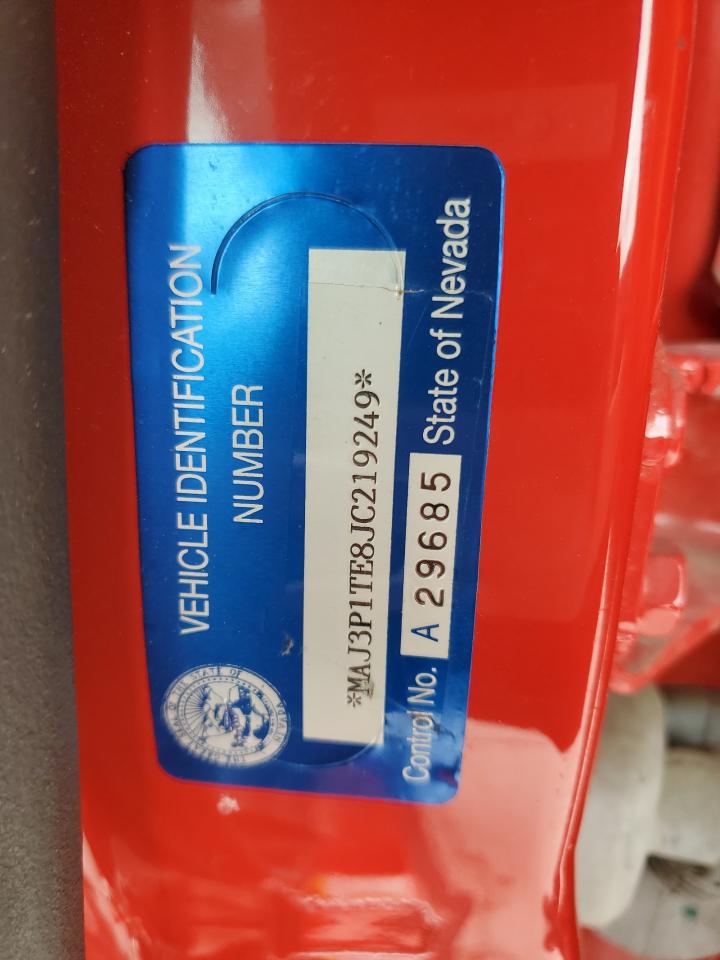 VEHICLE IDENTIFICATION
NUMBER
*MAJ3P1TE8JC219249*
Control No. A 29685 State of Nevada